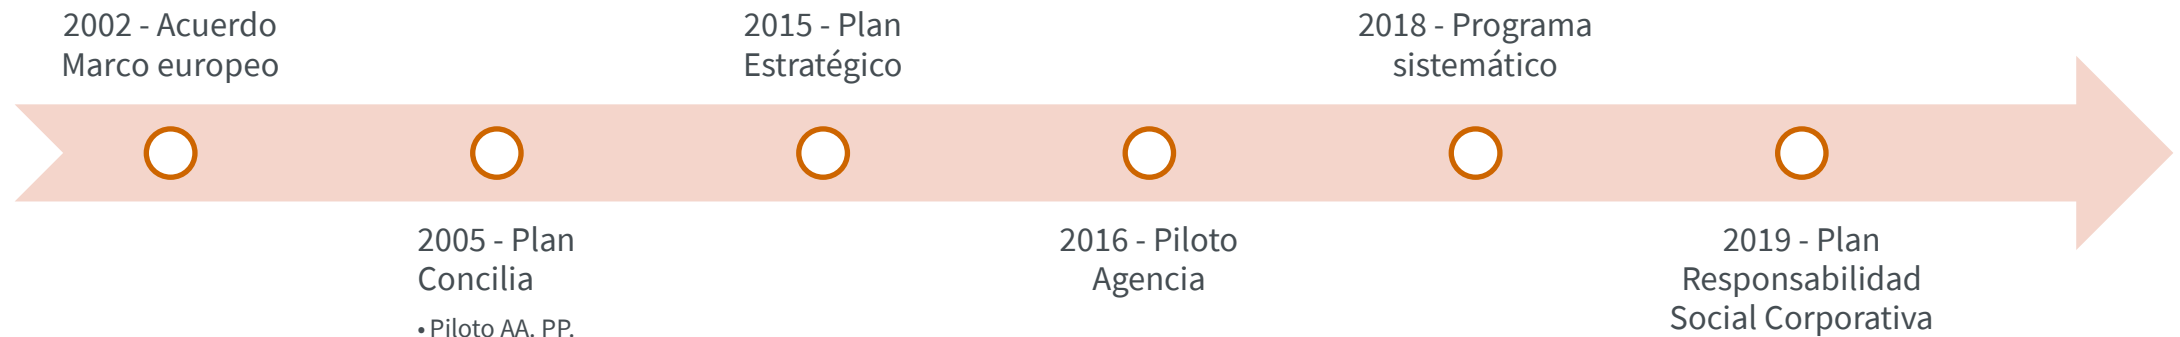 2002 - Acuerdo
Marco europeo
2005 - Plan
Concilia
• Piloto AA. PP.
2015 - Plan
Estratégico
2016 - Piloto
Agencia
2018 - Programa
sistemático
2019 - Plan
Responsabilidad
Social Corporativa